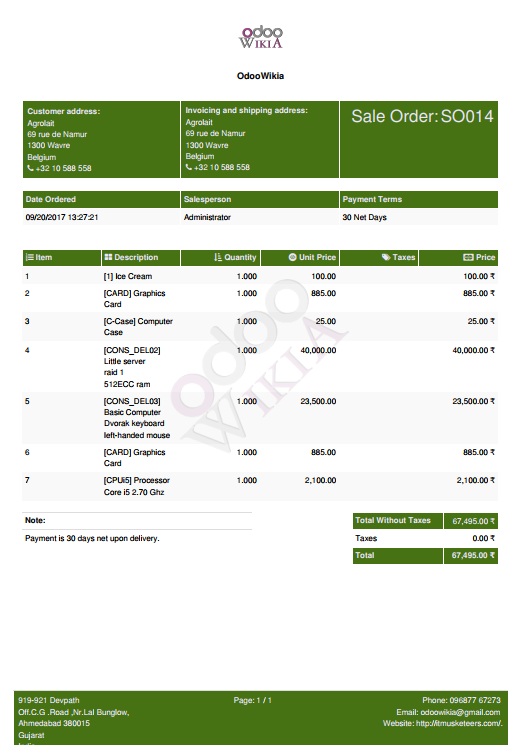 odoo
WIKIA
OdooWikia
Customer address:
Agrolait
69 rue de Namur
1300 Wavre
Belgium
+32 10 588 558
Invoicing and shipping address:
Agrolait
69 rue de Namur
1300 Wavre
Belgium
+32 10 588 558
Sale Order:SO014
Date Ordered Salesperson Payment Terms
09/20/2017 13:27:21 Administrator 30 Net Days
Item Description Quantity Unit Price Taxes Price
1 [1] Ice Cream 1.000 100.00 100.00 ₹
2 [CARD] Graphics 1.000 885.00 885.00 ₹
Card
3 [C-Case] Computer 1.000 25.00 25.00 ₹
Case
4 [CONS_DEL02] 1.000 40,000.00 40,000.00 ₹
Little server
raid 1
512ECC ram
5 [CONS_DEL03] 1.000 23,500.00 23,500.00 ₹
Basic Computer
Dvorak keyboard
left-handed mouse
6 [CARD] Graphics 1.000 885.00 885.00 ₹
Card
7 [CPUi5] Processor 1.000 2,100.00 2,100.00 ₹
Core i5 2.70 Ghz
odoo
WIKIA
Note:
Payment is 30 days net upon delivery.
Total Without Taxes 67,495.00 ₹
Taxes 0.00 ₹
Total 67,495.00 ₹
919-921 Devpath
Off.C.G .Road ,Nr.Lal Bunglow,
Ahmedabad 380015
Gujarat
Page: 1 / 1
Phone: 096877 67273
Email: odoowikia@gmail.com
Website: http://itmusketeers.com/.